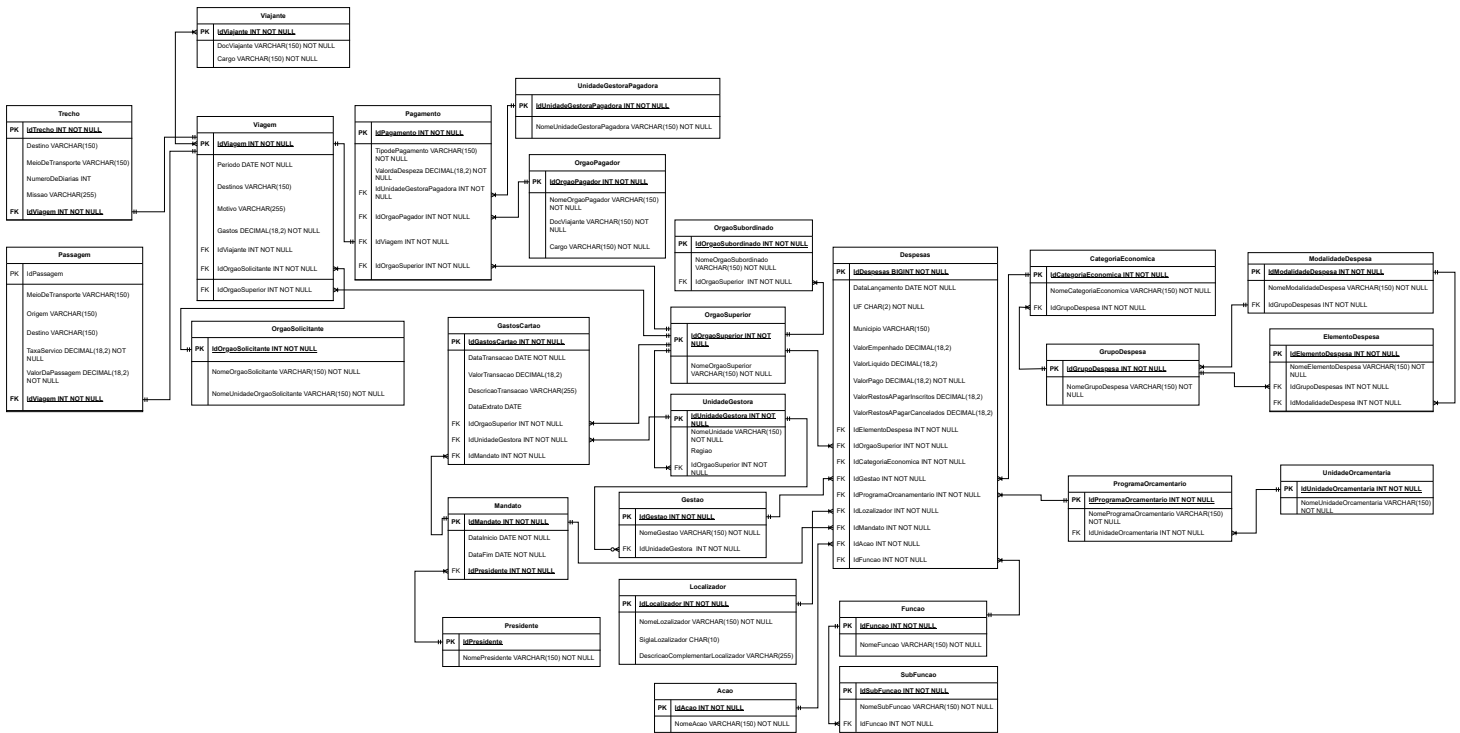 Viajante
PK IdViajante INT NOT NULL
DocViajante VARCHAR(150) NOT NULL
Cargo VARCHAR(150) NOT NULL
Trecho
PK IdTrecho INT NOT NULL
Destino VARCHAR(150)
MeioDeTransporte VARCHAR(150)
NumeroDeDiarias INT
Missao VARCHAR(255)
FK IdViagem INT NOT NULL
Viagem
PK IdViagem INT NOT NULL
Periodo DATE NOT NULL
Destinos VARCHAR(150)
Motivo VARCHAR(255)
Gastos DECIMAL(18,2) NOT NULL
FK IdViajante INT NOT NULL
FK IdOrgaoSolicitante INT NOT NULL
FK IdOrgaoSuperior INT NOT NULL
Pagamento
PK IdPagamento INT NOT NULL
TipodePagamento VARCHAR(150)
NOT NULL
ValordaDespeza DECIMAL(18,2) NOT
NULL
FK IdUnidadeGestoraPagadora INT NOT
NULL
FK IdOrgaoPagador INT NOT NULL
FK IdViagem INT NOT NULL
FK IdOrgaoSuperior INT NOT NULL
UnidadeGestoraPagadora
PK IdUnidadeGestoraPagadora INT NOT NULL
NomeUnidadeGestoraPagadora VARCHAR(150) NOT NULL
OrgaoPagador
PK IdOrgaoPagador INT NOT NULL
NomeOrgaoPagador VARCHAR(150)
NOT NULL
DocViajante VARCHAR(150) NOT
NULL
Cargo VARCHAR(150) NOT NULL
Passagem
PK IdPassagem
MeioDeTransporte VARCHAR(150)
Origem VARCHAR(150)
Destino VARCHAR(150)
TaxaServico DECIMAL(18,2) NOT
NULL
ValorDaPassagem DECIMAL(18,2)
NOT NULL
FK IdViagem INT NOT NULL
OrgaoSolicitante
PK IdOrgaoSolicitante INT NOT NULL
NomeOrgaoSolicitante VARCHAR(150) NOT NULL
NomeUnidadeOrgaoSolicitante VARCHAR(150) NOT NULL
OrgaoSubordinado
PK IdOrgaoSubordinado INT NOT NULL
NomeOrgaoSubordinado
VARCHAR(150) NOT NULL
FK IdOrgaoSuperior INT NOT NULL
OrgaoSuperior
PK IdOrgaoSuperior INT NOT
NULL
NomeOrgaoSuperior
VARCHAR(150) NOT NULL
GastosCartao
PK IdGastosCartao INT NOT NULL
DataTransacao DATE NOT NULL
ValorTransacao DECIMAL(18,2)
DescricaoTransacao VARCHAR(255)
DataExtrato DATE
FK IdOrgaoSuperior INT NOT NULL
FK IdUnidadeGestora INT NOT NULL
FK IdMandato INT NOT NULL
UnidadeGestora
PK IdUnidadeGestora INT NOT
NULL
NomeUnidade VARCHAR(150)
NOT NULL
Regiao
FK IdOrgaoSuperior INT NOT
NULL
Despesas
PK IdDespesas BIGINT NOT NULL
DataLançamento DATE NOT NULL
UF CHAR(2) NOT NULL
Municipio VARCHAR(150)
ValorEmpenhado DECIMAL(18,2)
ValorLiquido DECIMAL(18,2)
ValorPago DECIMAL(18,2) NOT NULL
ValorRestosAPagarInscritos DECIMAL(18,2)
ValorRestosAPagarCancelados DECIMAL(18,2)
FK IdElementoDespesa INT NOT NULL
FK IdOrgaoSuperior INT NOT NULL
FK IdCategoriaEconomica INT NOT NULL
FK IdGestao INT NOT NULL
FK IdProgramaOrcanamentario INT NOT NULL
FK IdLozalizador INT NOT NULL
FK IdMandato INT NOT NULL
FK IdAcao INT NOT NULL
FK IdFuncao INT NOT NULL
CategoriaEconomica
PK IdCategoriaEconomica INT NOT NULL
NomeCategoriaEconomica VARCHAR(150) NOT NULL
FK IdGrupoDespesa INT NOT NULL
ModalidadeDespesa
PK IdModalidadeDespesa INT NOT NULL
NomeModalidadeDespesa VARCHAR(150) NOT NULL
FK IdGrupoDespesas INT NOT NULL
GrupoDespesa
PK IdGrupoDespesa INT NOT NULL
NomeGrupoDespesa VARCHAR(150) NOT
NULL
ElementoDespesa
PK IdElementoDespesa INT NOT NULL
NomeElementoDespesa VARCHAR(150) NOT
NULL
FK IdGrupoDespesas INT NOT NULL
FK IdModalidadeDespesa INT NOT NULL
ProgramaOrcamentario
PK IdProgramaOrcamentario INT NOT NULL
NomeProgramaOrcamentario VARCHAR(150)
NOT NULL
FK IdUnidadeOrcamentaria INT NOT NULL
UnidadeOrcamentaria
PK IdUnidadeOrcamentaria INT NOT NULL
NomeUnidadeOrcamentaria VARCHAR(150)
NOT NULL
Mandato
PK IdMandato INT NOT NULL
DataInicio DATE NOT NULL
DataFim DATE NOT NULL
FK IdPresidente INT NOT NULL
Gestao
PK IdGestao INT NOT NULL
NomeGestao VARCHAR(150) NOT NULL
FK IdUnidadeGestora INT NOT NULL
Localizador
PK IdLocalizador INT NOT NULL
NomeLozalizador VARCHAR(150) NOT NULL
SiglaLozalizador CHAR(10)
DescricaoComplementarLocalizador VARCHAR(255)
Presidente
PK IdPresidente
NomePresidente VARCHAR(150) NOT NULL
Funcao
PK IdFuncao INT NOT NULL
NomeFuncao VARCHAR(150) NOT NULL
SubFuncao
PK IdSubFuncao INT NOT NULL
NomeSubFuncao VARCHAR(150) NOT NULL
FK IdFuncao INT NOT NULL
Acao
PK IdAcao INT NOT NULL
NomeAcao VARCHAR(150) NOT NULL